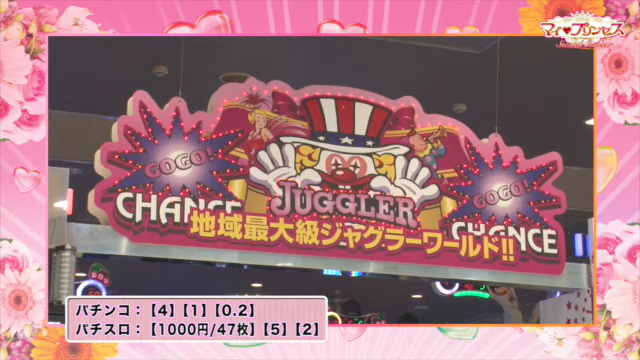 マイ♥プリンセス
GOGO!
GOGO!
JUGGLER
CHANCE
CHANCE
地域最大級ジャグラーワールド!!
パチンコ：【4】【1】【0.2】
パチスロ：【1000円/47枚】【5】【2】